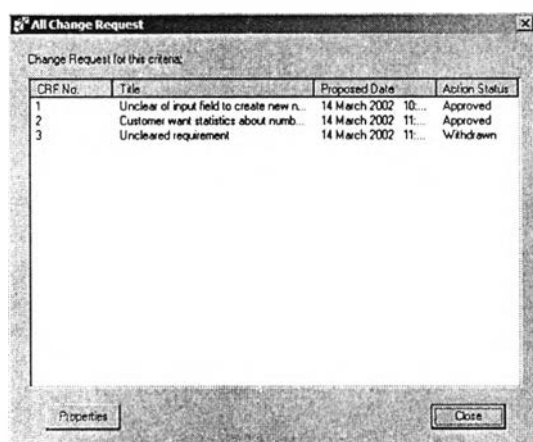 All Change Request
Change Request for this criteria:
CRF No. Title Proposed Date Action Status
1 Unclear of input field to create new n... 14 March 2002 10:... Approved
2 Customer want statistics about numb... 14 March 2002 11:... Approved
3 Uncleared requirement 14 March 2002 11:... Withdrawn
Properties Close